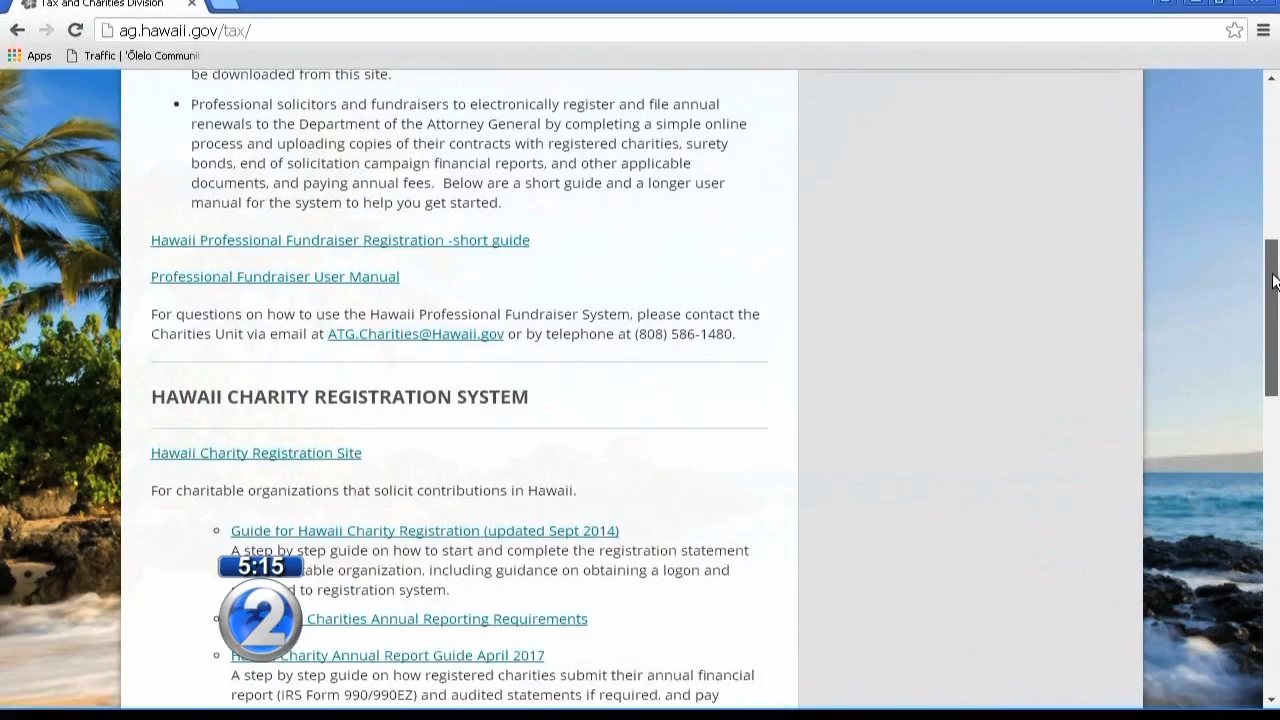 Tax and Charities Division
ag.hawaii.gov/tax/
Apps
Traffic | 'Ōlelo Communi
be downloaded from this site.
Professional solicitors and fundraisers to electronically register and file annual
renewals to the Department of the Attorney General by completing a simple online
process and uploading copies of their contracts with registered charities, surety
bonds, end of solicitation campaign financial reports, and other applicable
documents, and paying annual fees. Below are a short guide and a longer user
manual for the system to help you get started.
Hawaii Professional Fundraiser Registration -short guide
Professional Fundraiser User Manual
For questions on how to use the Hawaii Professional Fundraiser System, please contact the
Charities Unit via email at ATG.Charities@Hawaii.gov or by telephone at (808) 586-1480.
HAWAII CHARITY REGISTRATION SYSTEM
Hawaii Charity Registration Site
For charitable organizations that solicit contributions in Hawaii.
Guide for Hawaii Charity Registration (updated Sept 2014)
A step by step guide on how to start and complete the registration statement
5:15
table organization, including guidance on obtaining a logon and
d to registration system.
2
Charities Annual Reporting Requirements
Charity Annual Report Guide April 2017
A step by step guide on how registered charities submit their annual financial
report (IRS Form 990/990EZ) and audited statements if required, and pay